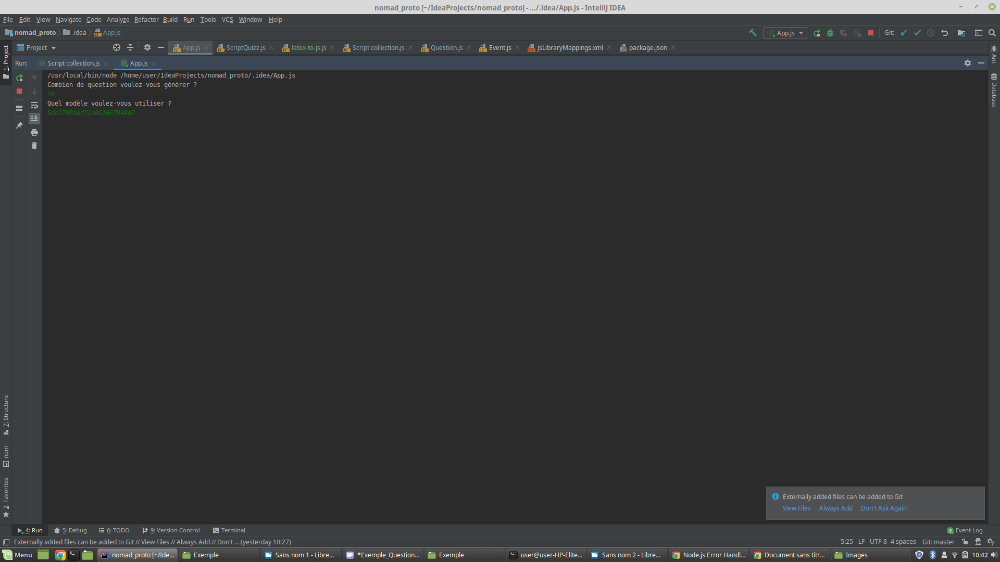 nomad_proto [~/IdeaProjects/nomad_proto] - .../.idea/App.js - IntelliJ IDEA
File Edit View Navigate Code Analyze Refactor Build Run Tools VCS Window Help
nomad_proto .idea App.js
App.js Git:
Project App.js ScriptQuizz.js latex-to-js.js Script collection.js Question.js Event.js jsLibraryMappings.xml package.json
1: Project
Ant
Database
Run: Script collection.js App.js
/usr/local/bin/node /home/user/IdeaProjects/nomad_proto/.idea/App.js
Combien de question voulez-vous générer ?
10
Quel modèle voulez-vous utiliser ?
5de7795bdd71a051667948d7
7: Structure
npm
2: Favorites
Externally added files can be added to Git
View Files Always Add Don't Ask Again
4: Run 5: Debug 6: TODO 9: Version Control Terminal 2 Event Log
Externally added files can be added to Git // View Files // Always Add // Don't ... (yesterday 10:27) 5:25 LF UTF-8 4 spaces Git: master
Menu nomad_proto [~/Ide... Exemple Sans nom 1 - Libre... *Exemple_Question... Exemple user@user-HP-Elite... Sans nom 2 - Libre... Node.js Error Handl... Document sans titr... Images 10:42